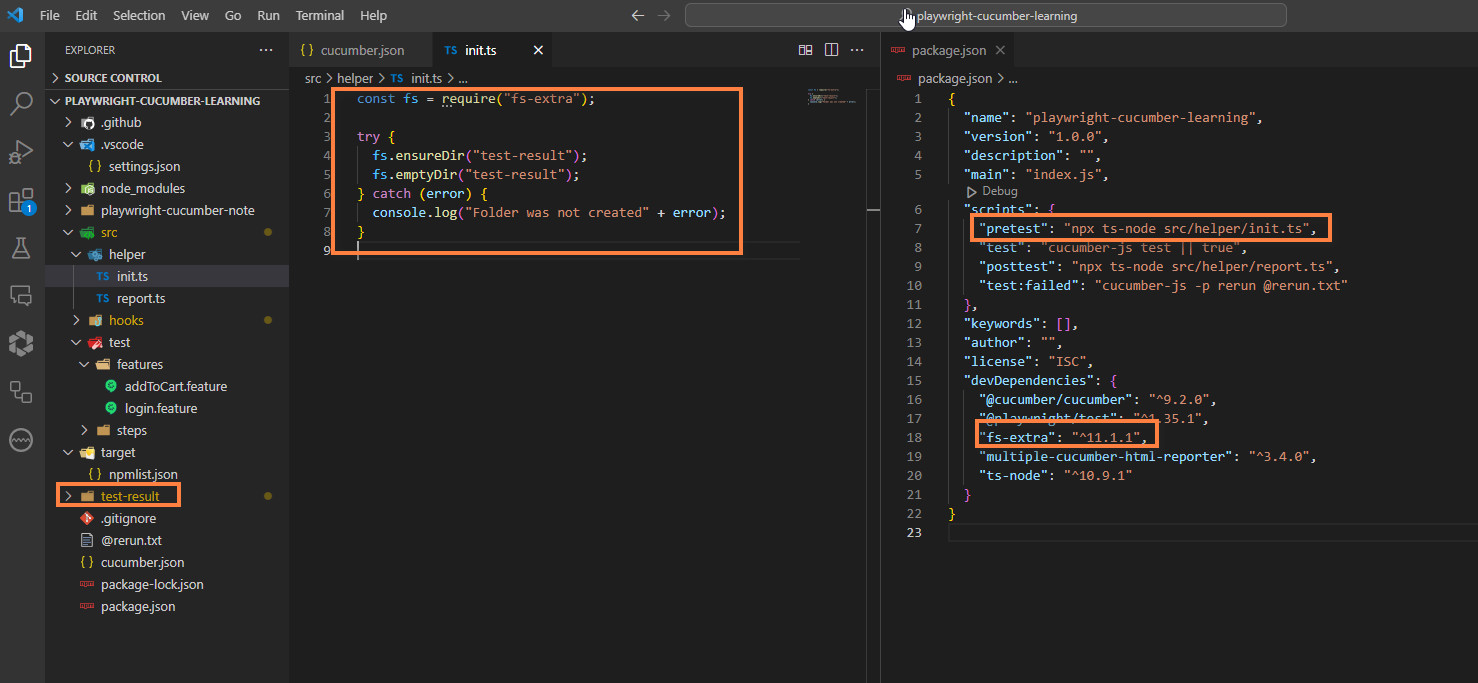 File Edit Selection View Go Run Terminal Help
playwright-cucumber-learning
EXPLORER
SOURCE CONTROL
PLAYWRIGHT-CUCUMBER-LEARNING
.github
.vscode
{ } settings.json
node_modules
playwright-cucumber-note
src
helper
TS init.ts
TS report.ts
hooks
test
features
addToCart.feature
login.feature
steps
target
{ } npmlist.json
test-result
.gitignore
@rerun.txt
{ } cucumber.json
package-lock.json
package.json
1
{ } cucumber.json
TS init.ts
src > helper > TS init.ts > ...
1 const fs = require("fs-extra");
2
3 try {
4 fs.ensureDir("test-result");
5 fs.emptyDir("test-result");
6 } catch (error) {
7 console.log("Folder was not created" + error);
8 }
9
package.json
package.json > ...
1 {
2 "name": "playwright-cucumber-learning",
3 "version": "1.0.0",
4 "description": "",
5 "main": "index.js",
Debug
6 "scripts": {
7 "pretest": "npx ts-node src/helper/init.ts",
8 "test": "cucumber-js test || true",
9 "posttest": "npx ts-node src/helper/report.ts",
10 "test:failed": "cucumber-js -p rerun @rerun.txt"
11 },
12 "keywords": [],
13 "author": "",
14 "license": "ISC",
15 "devDependencies": {
16 "@cucumber/cucumber": "^9.2.0",
17 "@playwright/test": "^1.35.1",
18 "fs-extra": "^11.1.1",
19 "multiple-cucumber-html-reporter": "^3.4.0",
20 "ts-node": "^10.9.1"
21 }
22 }
23